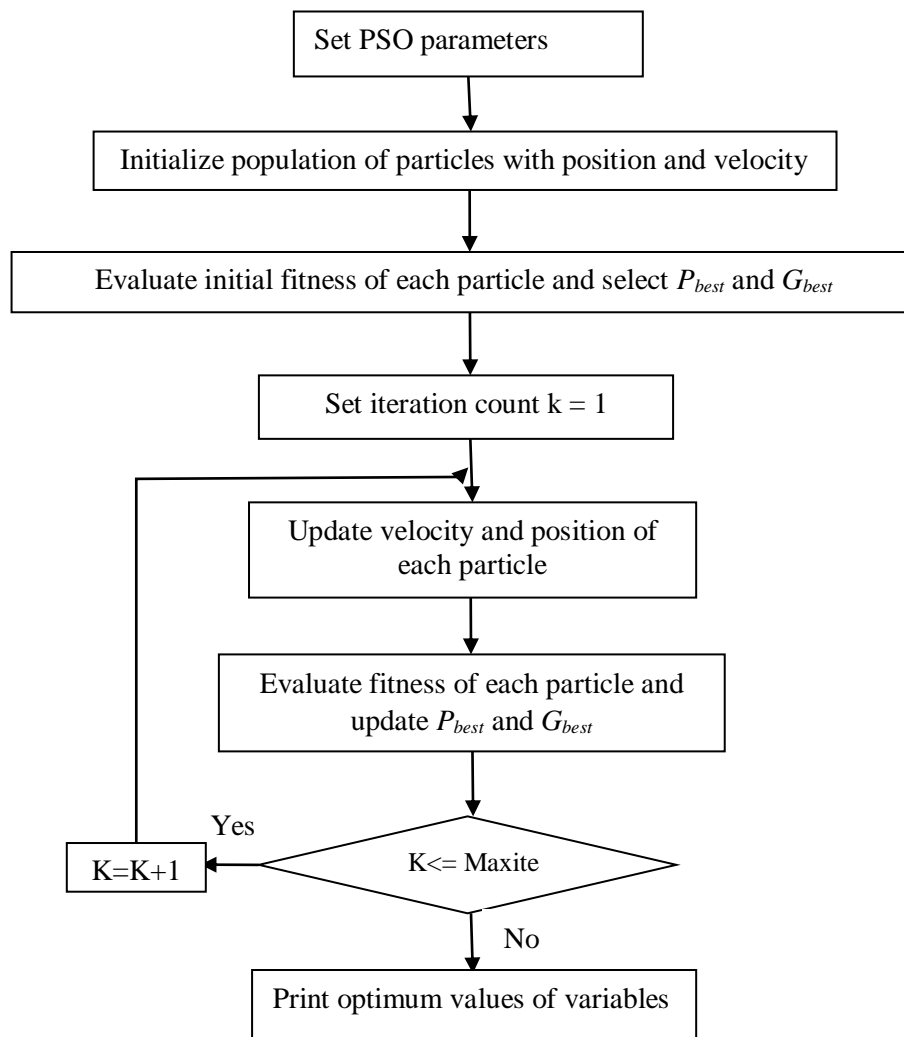 Set PSO parameters
Initialize population of particles with position and velocity
Evaluate initial fitness of each particle and select Pbest and Gbest
Set iteration count k = 1
Update velocity and position of
each particle
Evaluate fitness of each particle and
update Pbest and Gbest
Yes
K<= Maxite
K=K+1
No
Print optimum values of variables